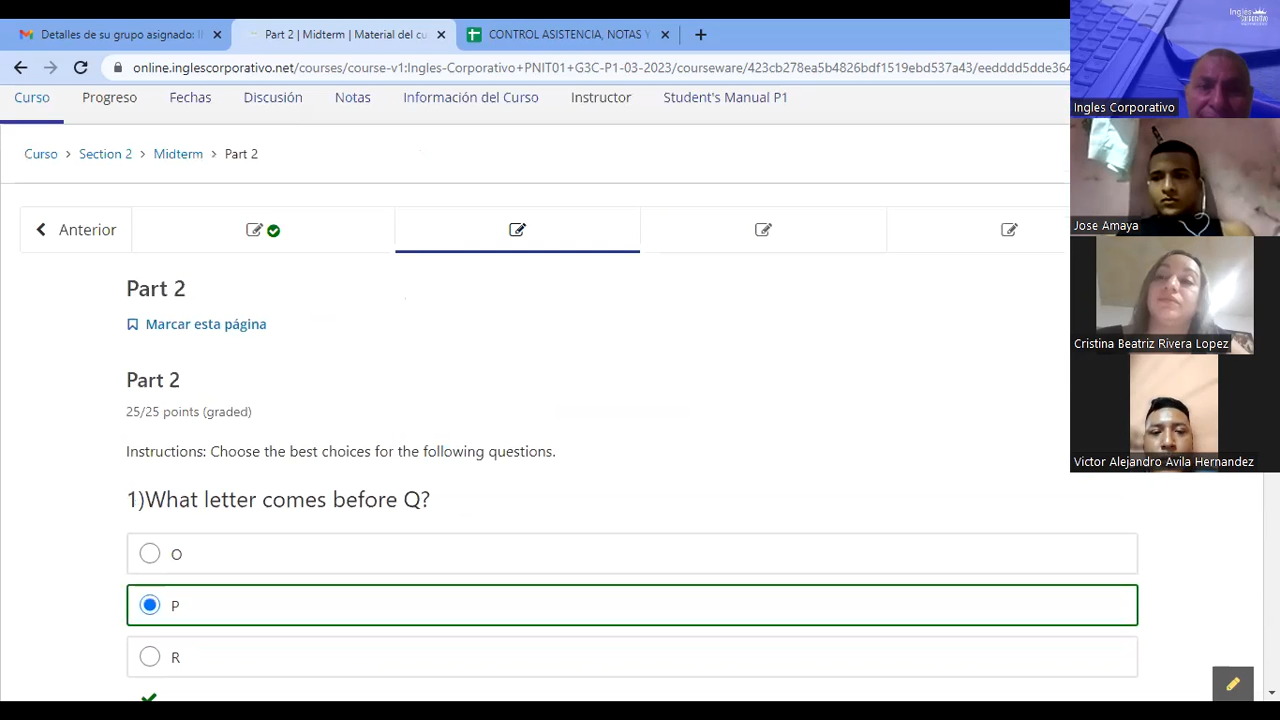 Detalles de su grupo asignado: I
Part 2 | Midterm | Material del cu
CONTROL ASISTENCIA, NOTAS Y
online.inglescorporativo.net/courses/course-v1:Ingles-Corporativo+PNIT01+G3C-P1-03-2023/courseware/423cb278ea5b4826bdf1519ebd537a43/eedddd5dde364
Curso
Progreso
Fechas
Discusión
Notas
Información del Curso
Instructor
Student's Manual P1
Curso > Section 2 > Midterm > Part 2
Anterior
Part 2
Marcar esta página
Part 2
25/25 points (graded)
Instructions: Choose the best choices for the following questions.
1)What letter comes before Q?
O
P
R
Ingles
Ingles Corporativo
Jose Amaya
Cristina Beatriz Rivera Lopez
Victor Alejandro Avila Hernandez